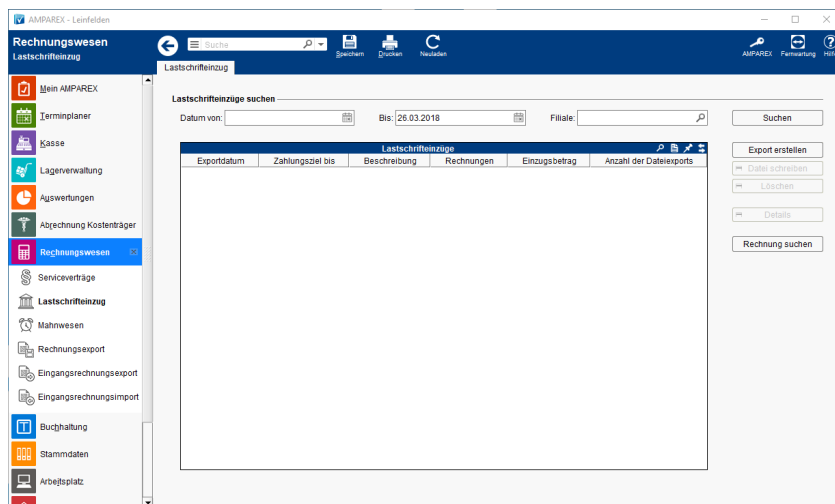 AMPAREX - Leinfelden
Rechnungswesen
Lastschrifteinzug
Suche
Speichern
Drucken
Neuladen
AMPAREX
Fernwartung
Hilfe
Lastschrifteinzug
Mein AMPAREX
Terminplaner
Kasse
Lagerverwaltung
Auswertungen
Abrechnung Kostenträger
Rechnungswesen
Serviceverträge
Lastschrifteinzug
Mahnwesen
Rechnungsexport
Eingangsrechnungsexport
Eingangsrechnungsimport
Buchhaltung
Stammdaten
Arbeitsplatz
Lastschrifteinzüge suchen
Datum von:
Bis: 26.03.2018
Filiale:
Suchen
Lastschrifteinzüge
Exportdatum Zahlungsziel bis Beschreibung Rechnungen Einzugsbetrag Anzahl der Dateiexports
Export erstellen
Datei schreiben
Löschen
Details
Rechnung suchen